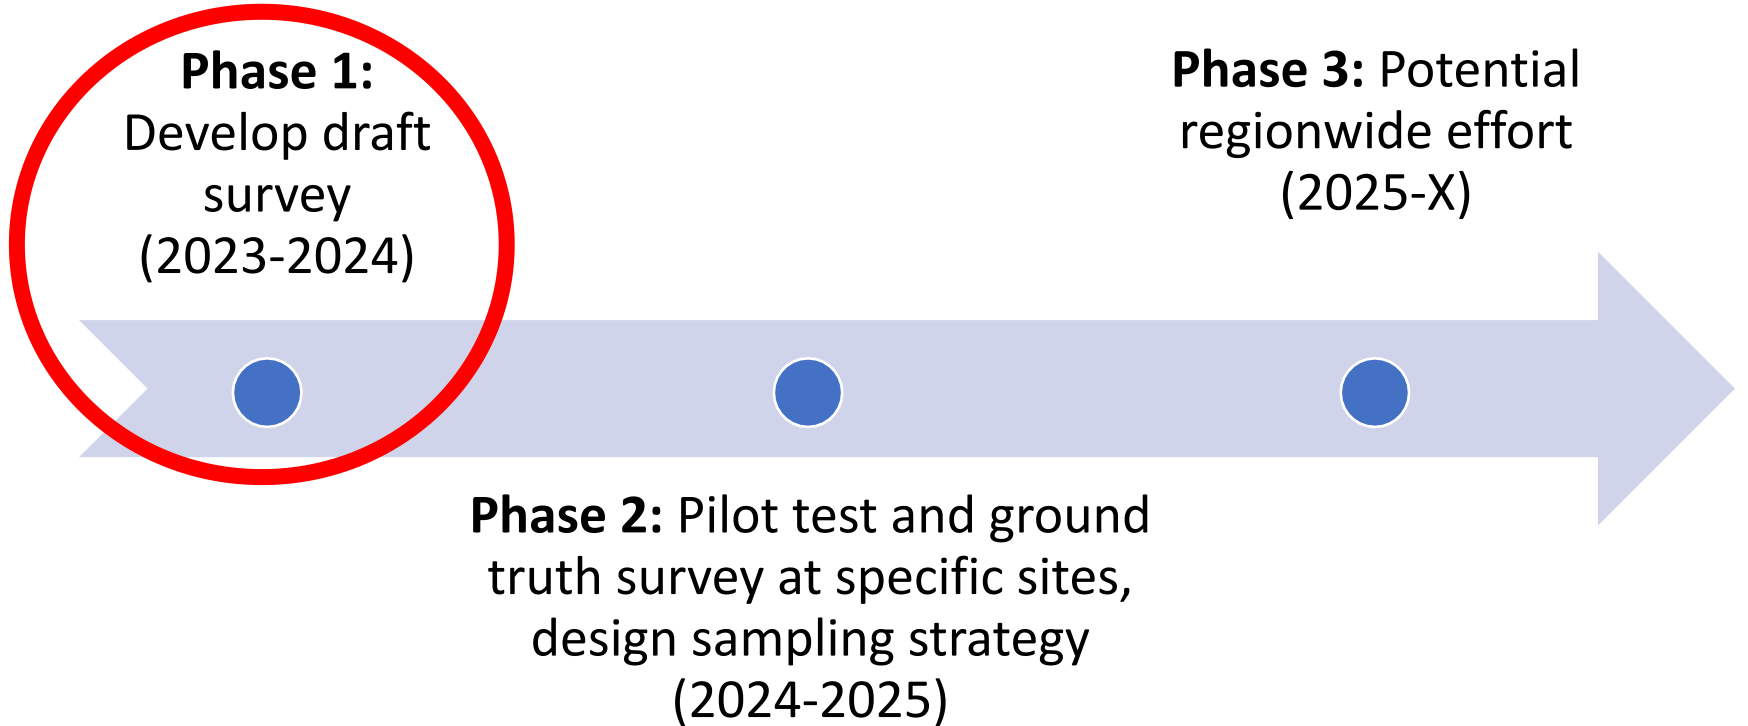 Phase 1:
Develop draft
survey
(2023-2024)
Phase 2: Pilot test and ground
truth survey at specific sites,
design sampling strategy
(2024-2025)
Phase 3: Potential
regionwide effort
(2025-X)